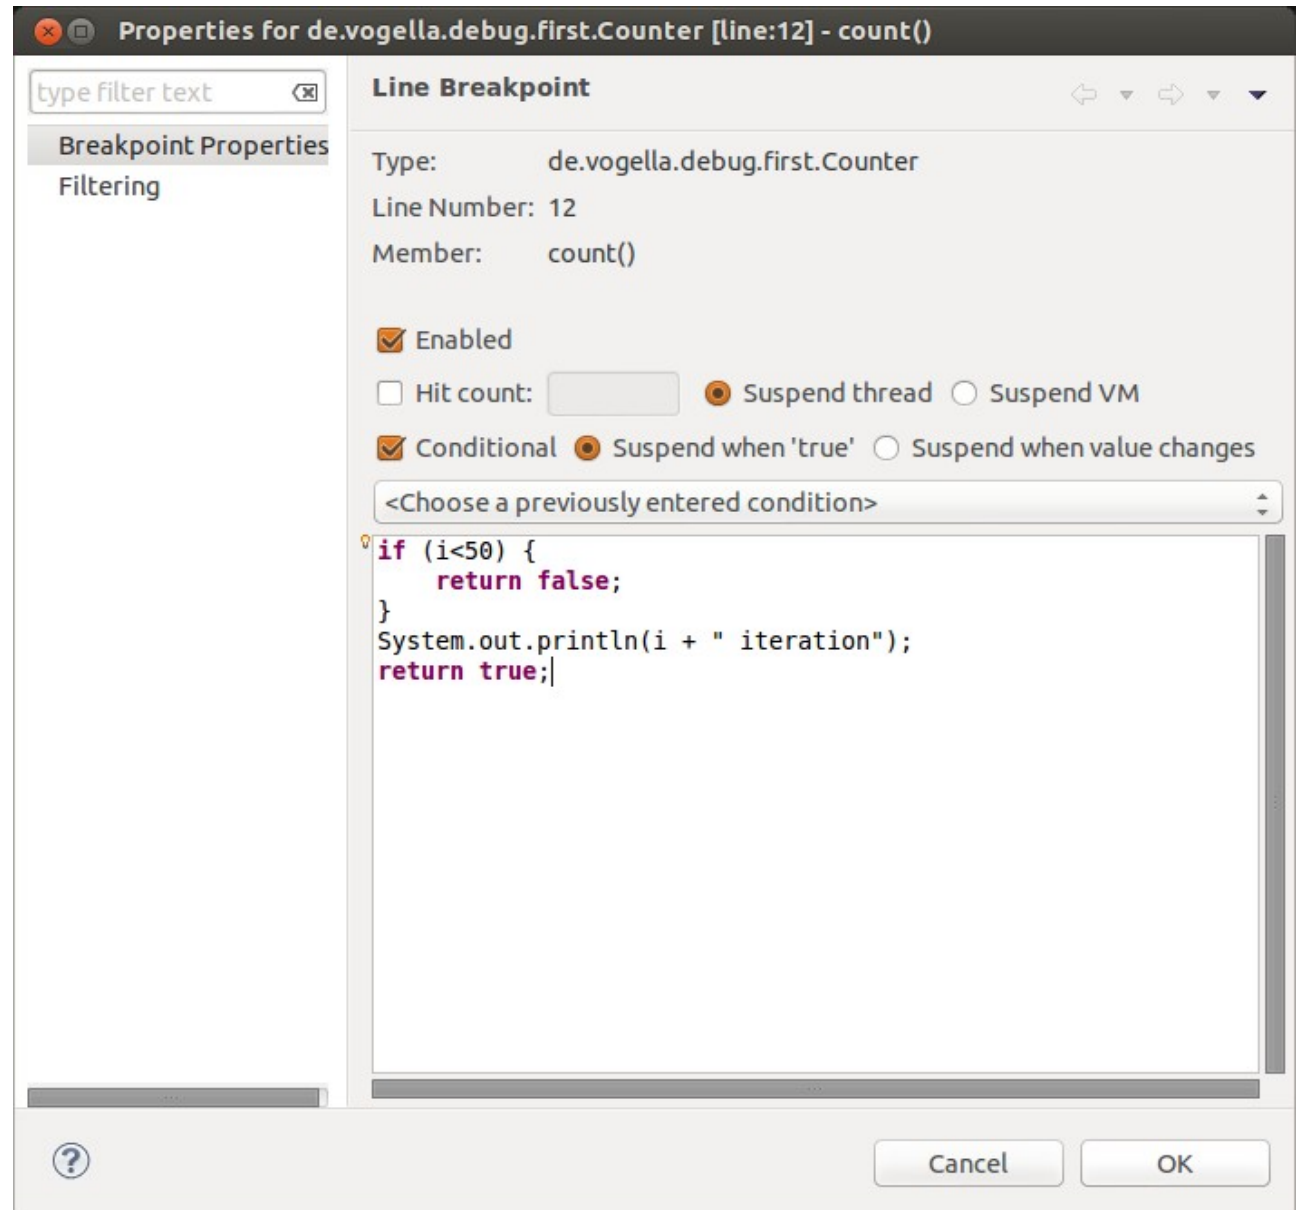 Properties for de.vogella.debug.first.Counter [line:12] - count()
type filter text
Breakpoint Properties
Filtering
Line Breakpoint
Type: de.vogella.debug.first.Counter
Line Number: 12
Member: count()
Enabled
Hit count: Suspend thread Suspend VM
Conditional Suspend when 'true' Suspend when value changes
<Choose a previously entered condition>
if (i<50) {
    return false;
}
System.out.println(i + " iteration");
return true;
?
Cancel OK